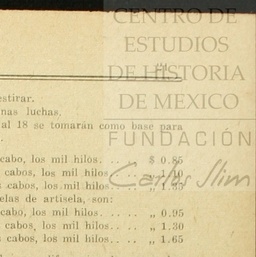 CENTRO DE
ESTUDIOS
DE HISTORIA
DE MEXICO
FUNDACIÓN
Carlos Slim
estirar.
nas luchas,
al 18 se tomarán como base para
cabo, los mil hilos. . . . $ 0.85
cabos, los mil hilos. . . . „ 1.10
cabos, los mil hilos. . . . „ 1.35
elas de artisela, son:
cabo, los mil hilos. . . . . „ 0.95
cabos, los mil hilos. . . . „ 1.30
cabos, los mil hilos. . . . „ 1.65